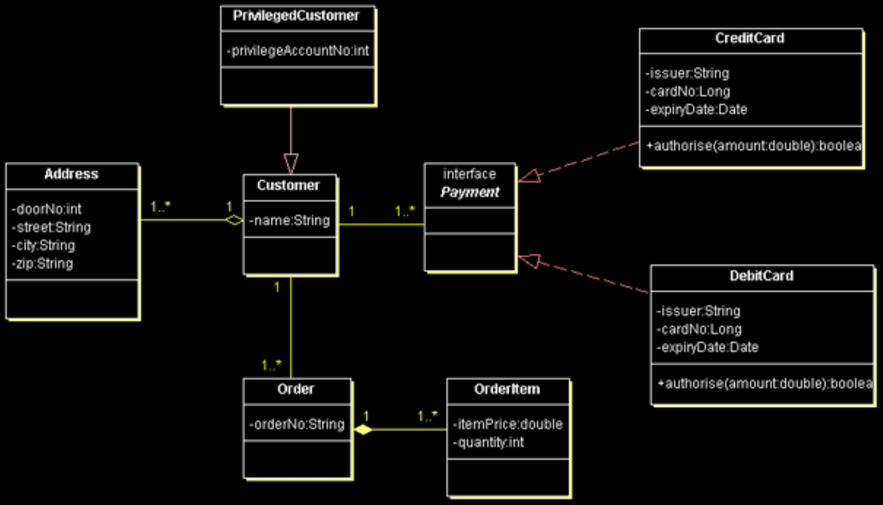 PrivilegedCustomer
-privilegeAccountNo:int
CreditCard
-issuer:String
-cardNo:Long
-expiryDate:Date
+authorise(amount:double):boolea
Address
-doorNo:int
-street:String
-city:String
-zip:String
1..*
1
Customer
-name:String
1
1..*
interface
Payment
DebitCard
-issuer:String
-cardNo:Long
-expiryDate:Date
+authorise(amount:double):boolea
1
1..*
Order
-orderNo:String
1
1..*
OrderItem
-itemPrice:double
-quantity:int